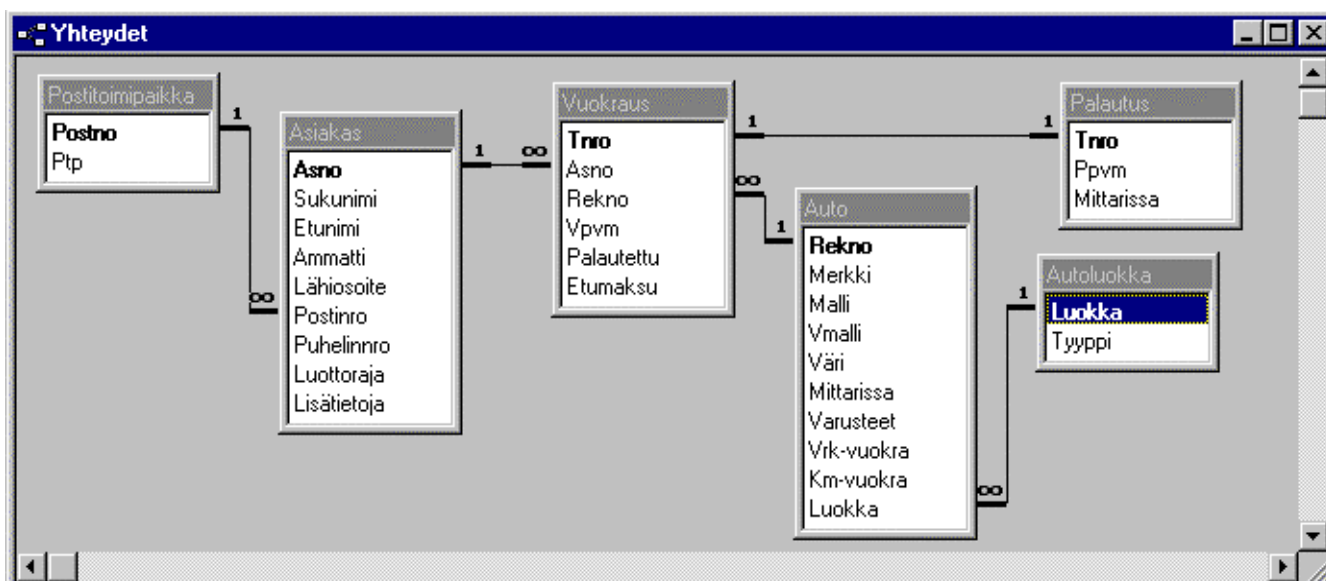 Yhteydet
Postitoimipaikka
1
Postno
Ptp
∞
Asiakas
Asno
Sukunimi
Etunimi
Ammatti
Lähiosoite
Postinro
Puhelinnro
Luottoraja
Lisätietoja
1
∞
Vuokraus
Tnro
Asno
Rekno
Vpvm
Palautettu
Etumaksu
1
1
∞
1
Auto
Rekno
Merkki
Malli
Vmalli
Väri
Mittarissa
Varusteet
Vrk-vuokra
Km-vuokra
Luokka
∞
Palautus
Tnro
Ppvm
Mittarissa
1
Autoluokka
Luokka
Tyyppi